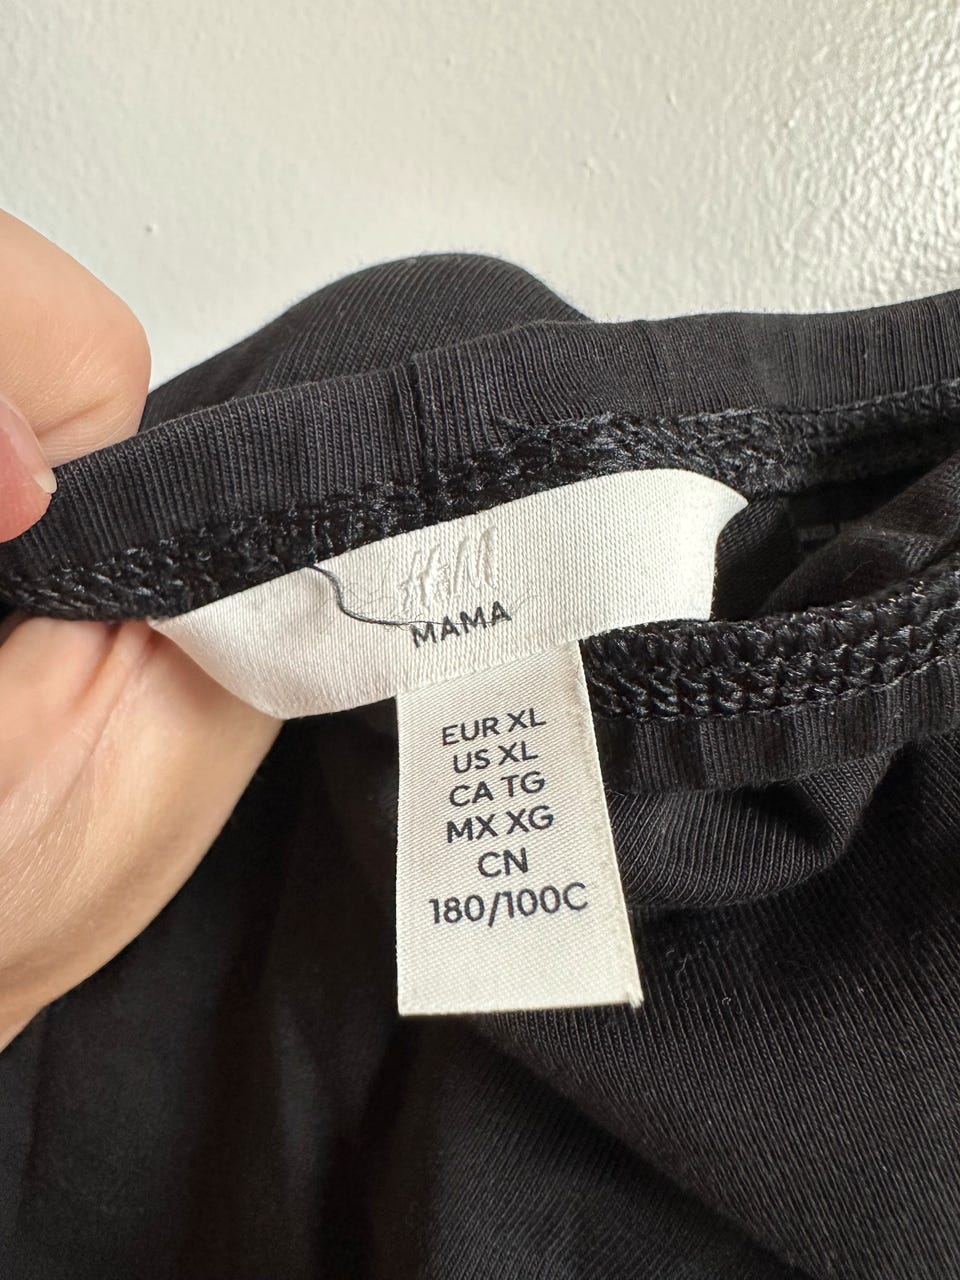 H&M
MAMA
EUR XL
US XL
CA TG
MX XG
CN
180/100C